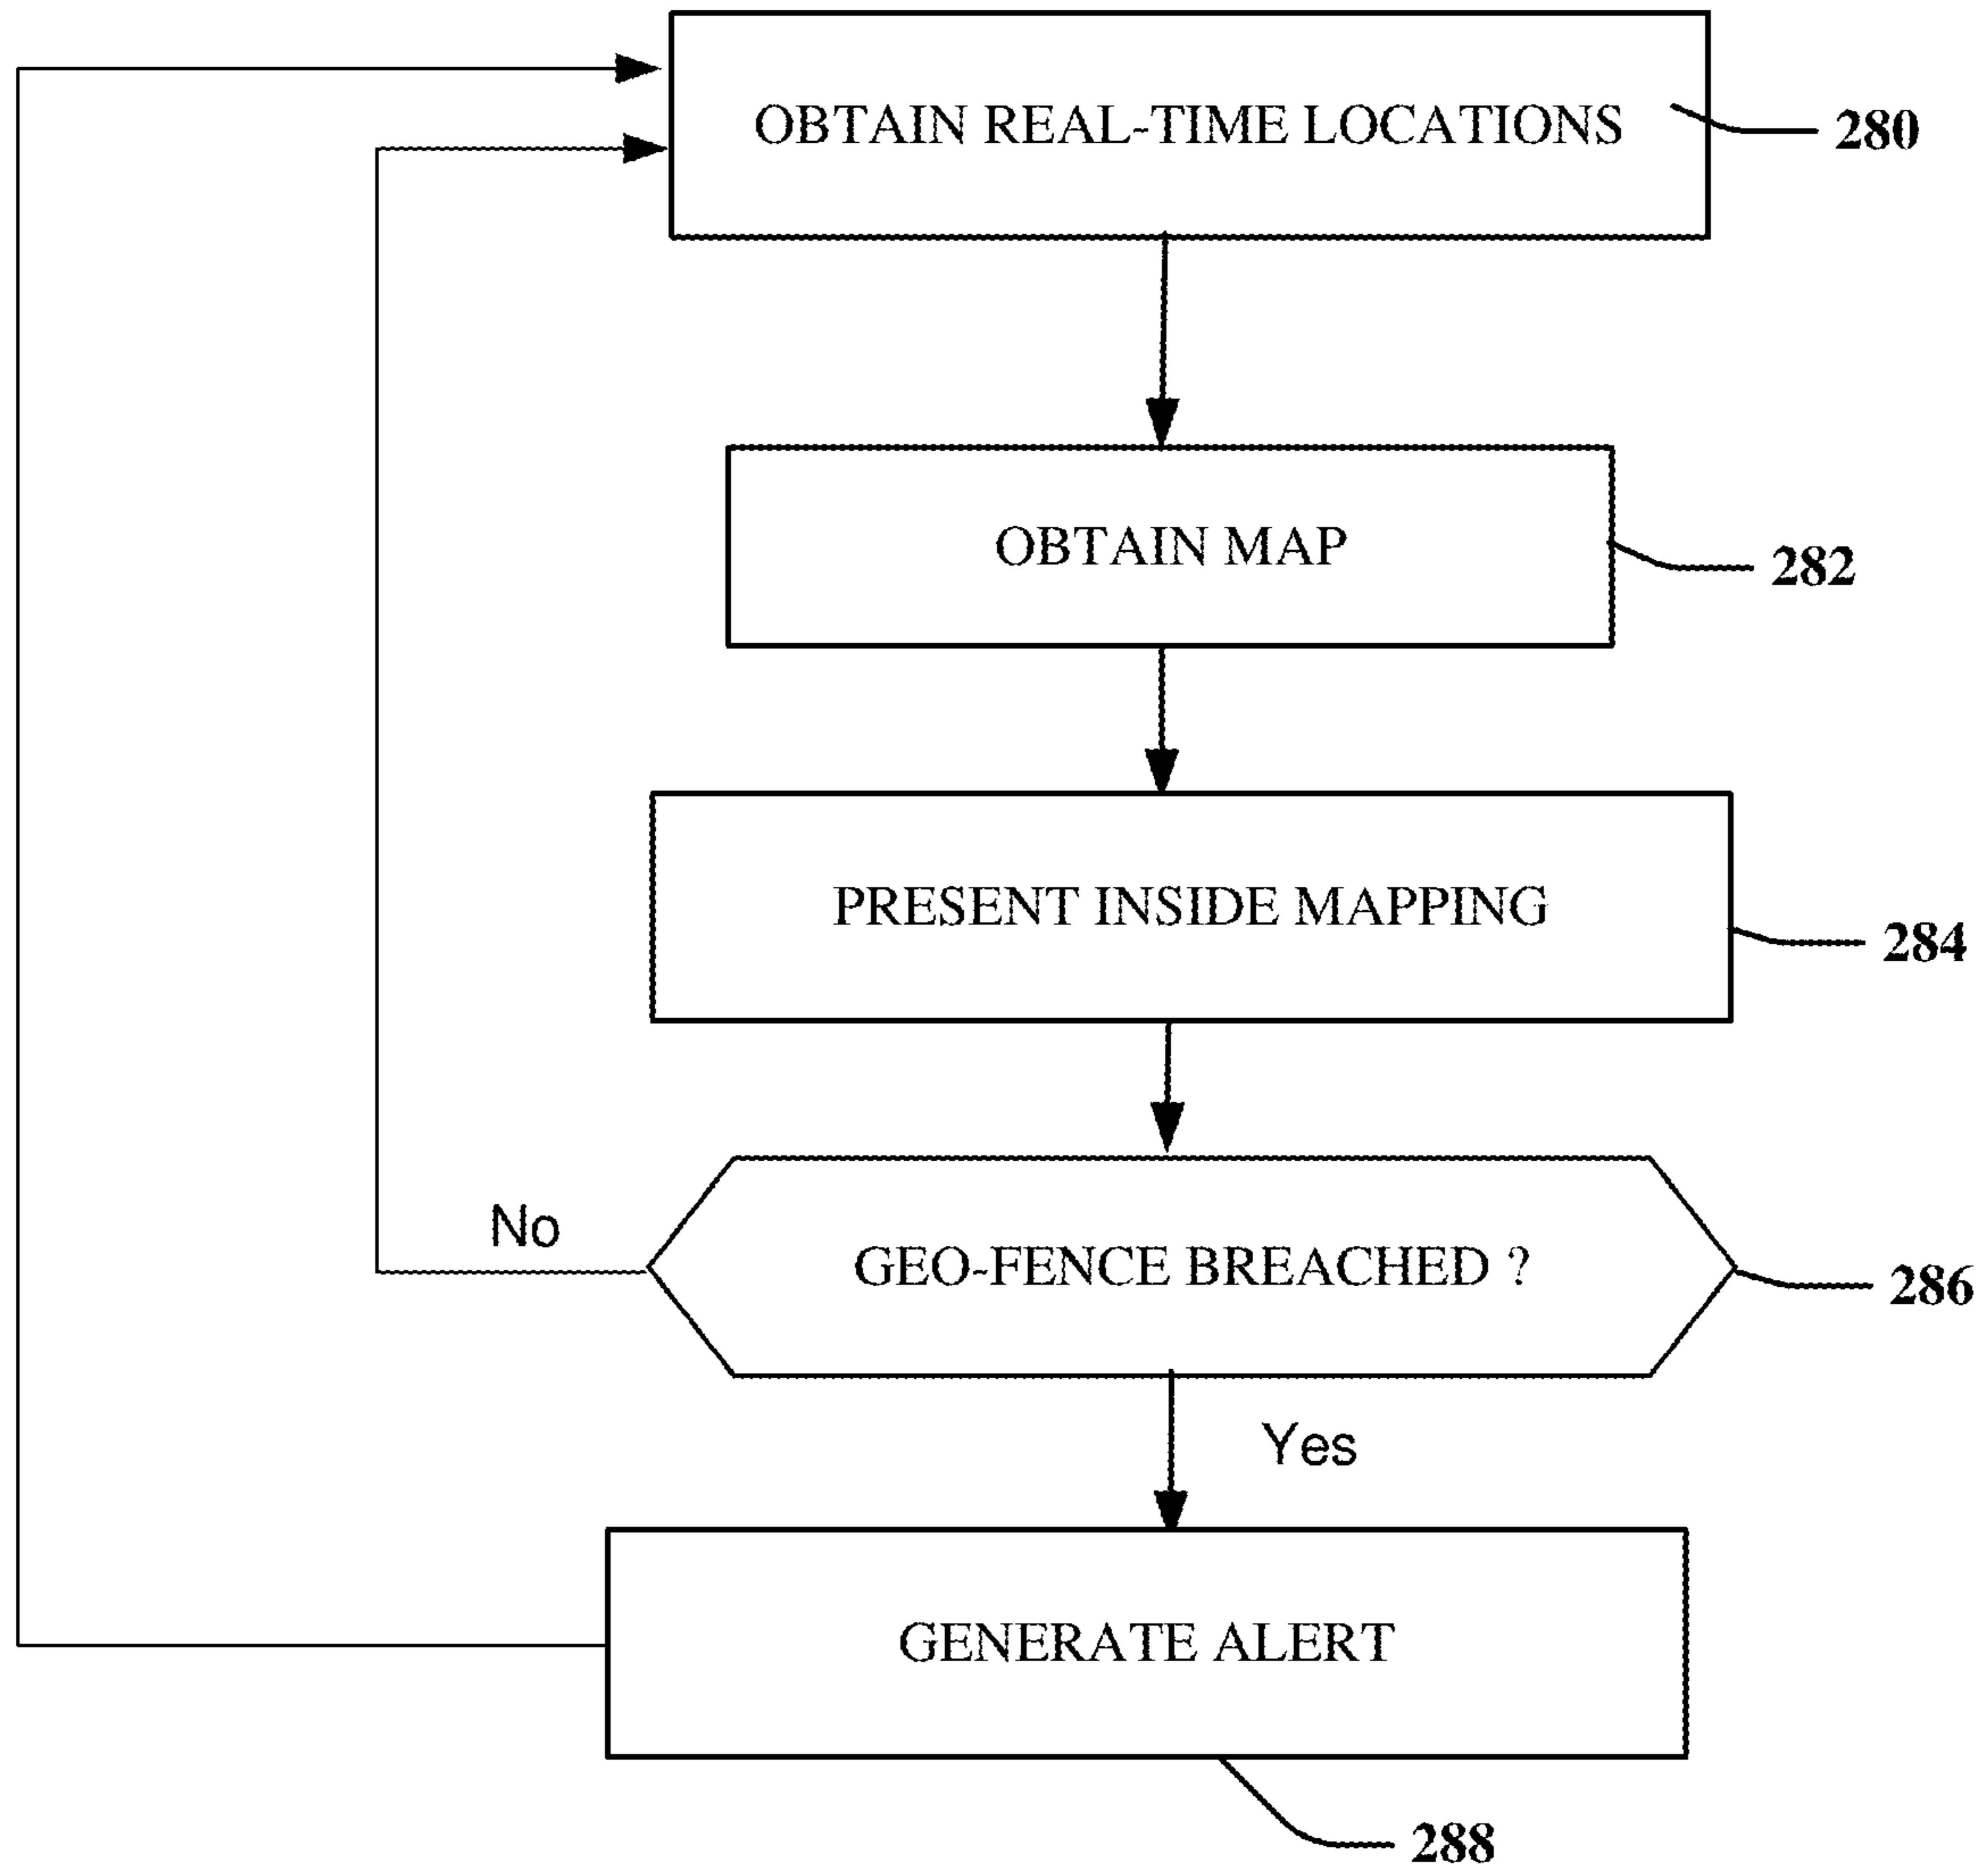 OBTAIN REAL-TIME LOCATIONS
280
OBTAIN MAP
282
PRESENT INSIDE MAPPING
284
No
GEO-FENCE BREACHED ?
286
Yes
GENERATE ALERT
288